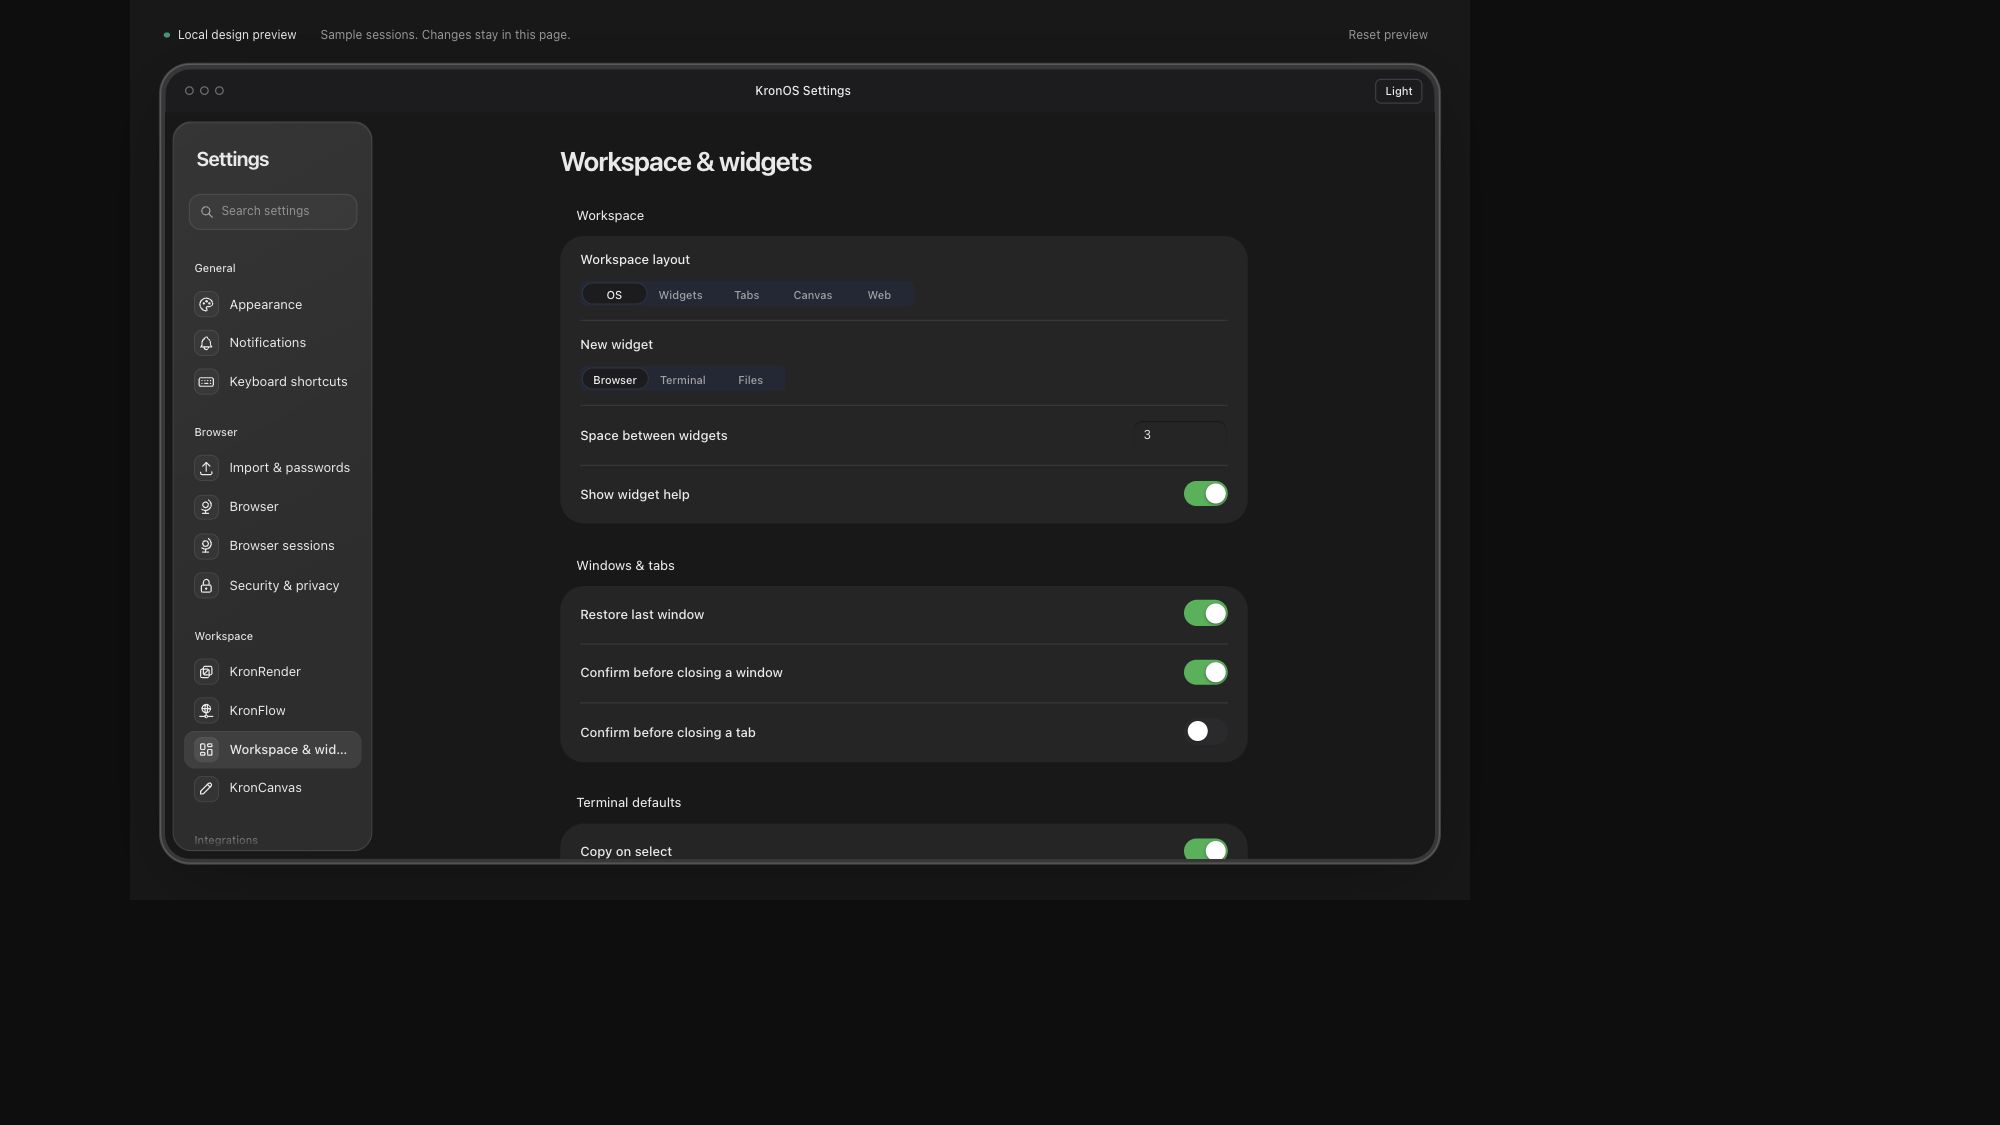 Local design preview
Sample sessions. Changes stay in this page.
Reset preview
KronOS Settings
Light
Settings
Search settings
General
Appearance
Notifications
Keyboard shortcuts
Browser
Import & passwords
Browser
Browser sessions
Security & privacy
Workspace
KronRender
KronFlow
Workspace & wid...
KronCanvas
Integrations
Workspace & widgets
Workspace
Workspace layout
OS Widgets Tabs Canvas Web
New widget
Browser Terminal Files
Space between widgets 3
Show widget help
Windows & tabs
Restore last window
Confirm before closing a window
Confirm before closing a tab
Terminal defaults
Copy on select